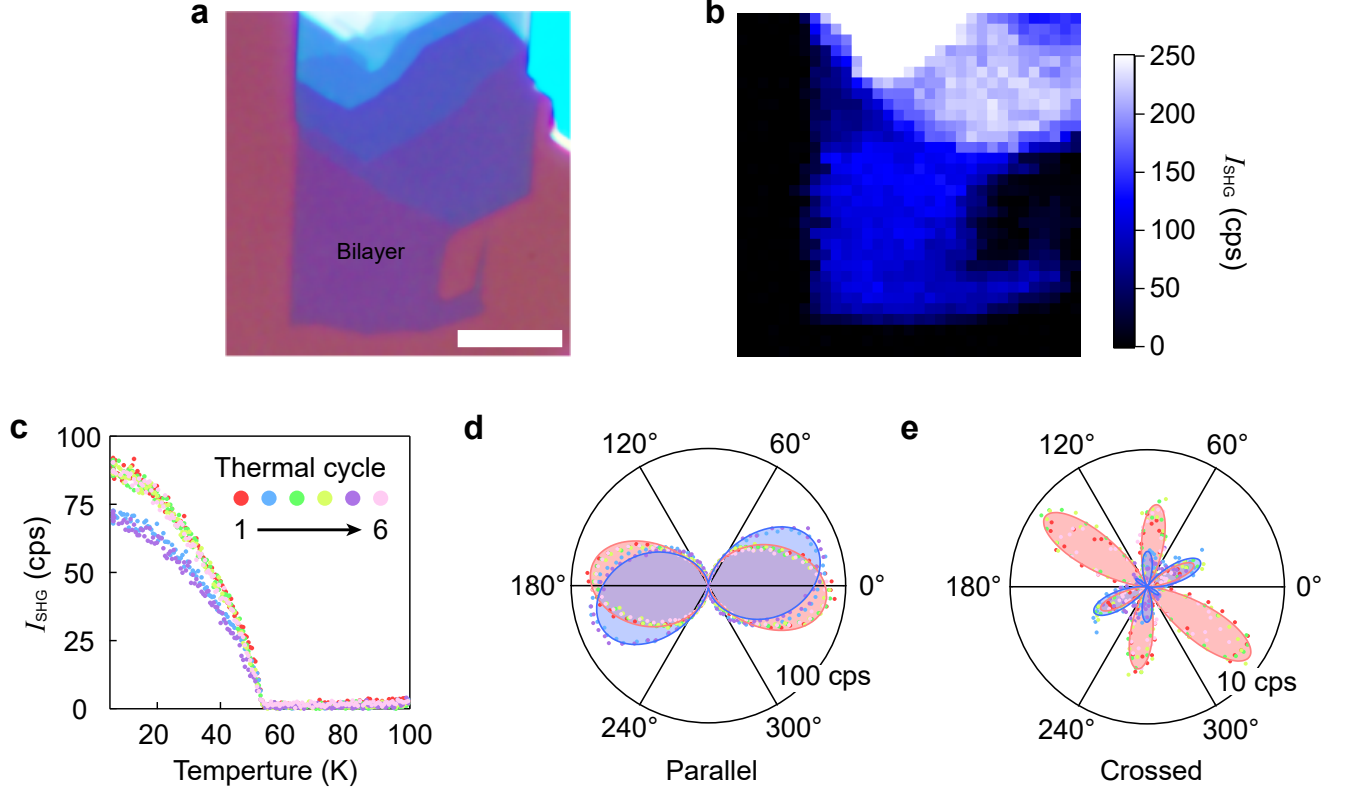 a
Bilayer
b
250
200
150
100
50
0
I_SHG (cps)
c
100
75
50
25
0
I_SHG (cps)
Thermal cycle
1 6
20 40 60 80 100
Temperture (K)
d
120° 60°
180° 0°
100 cps
240° 300°
Parallel
e
120° 60°
180° 0°
10 cps
240° 300°
Crossed